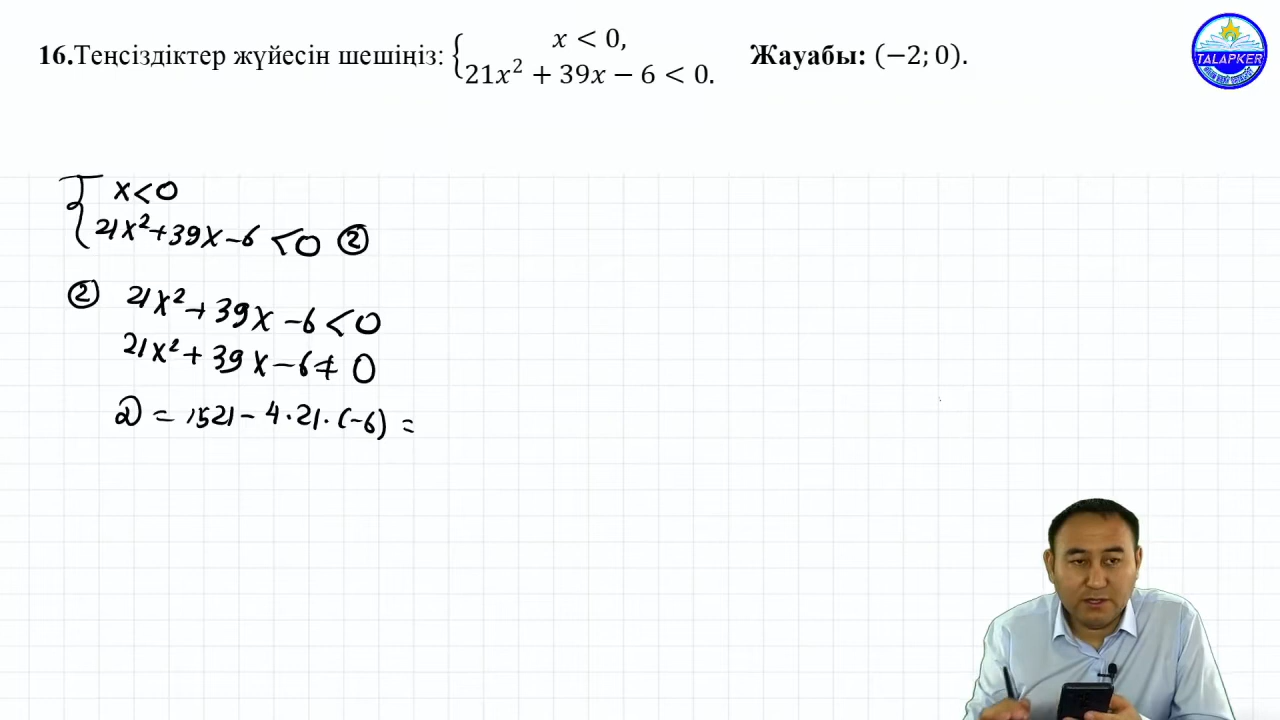 16.Теңсіздіктер жүйесін шешіңіз: { x < 0, 21x² + 39x − 6 < 0. Жауабы: (−2; 0).
TALAPKER
{ x < 0
21x² + 39x − 6 < 0 ②
② 21x² + 39x − 6 < 0
21x² + 39x − 6 ≠ 0
D = 1521 − 4 · 21 · (−6) =